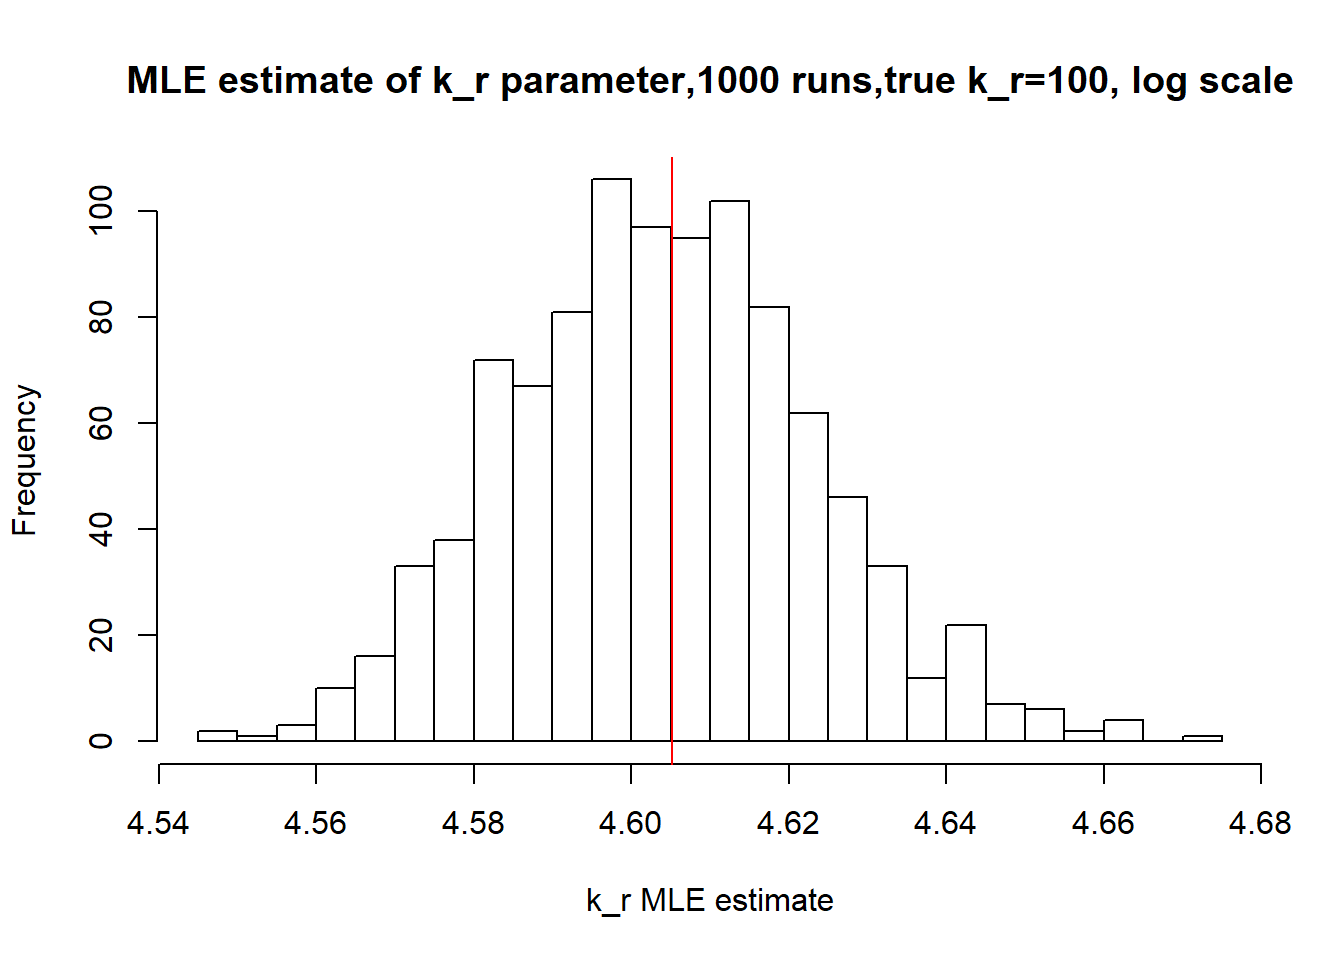 MLE estimate of k_r parameter,1000 runs,true k_r=100, log scale
Frequency
100
80
60
40
20
0
4.54 4.56 4.58 4.60 4.62 4.64 4.66 4.68
k_r MLE estimate